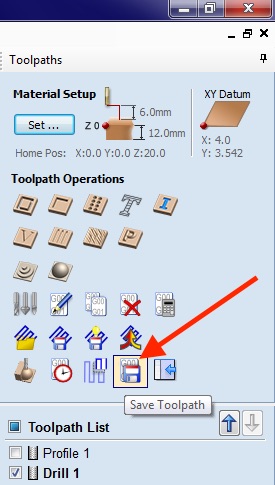 Toolpaths
Material Setup
XY Datum
Set ...
Z 0
6.0mm
12.0mm
X: 4.0
Y: 3.542
Home Pos: X:0.0 Y:0.0 Z:20.0
Toolpath Operations
Save Toolpath
Toolpath List
Profile 1
Drill 1